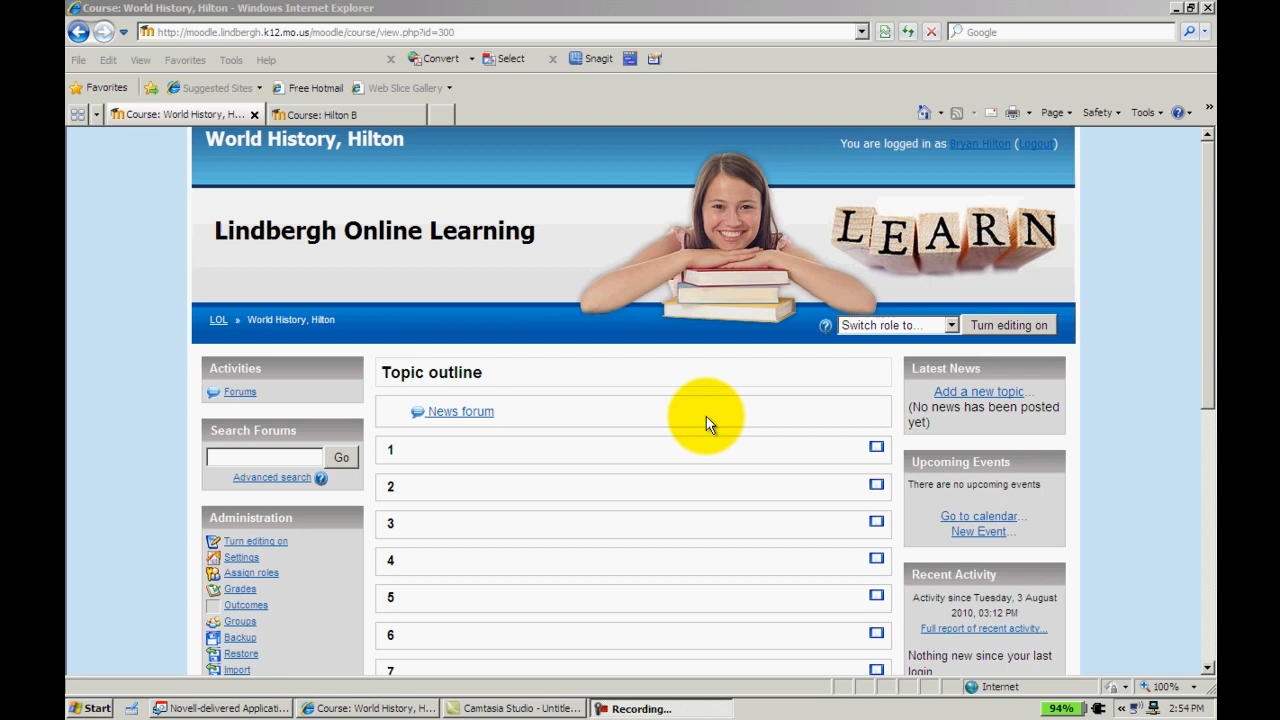 Course: World History, Hilton - Windows Internet Explorer
http://moodle.lindbergh.k12.mo.us/moodle/course/view.php?id=300
Google
File Edit View Favorites Tools Help
x Convert Select x Snagit
Favorites Suggested Sites Free Hotmail Web Slice Gallery
Course: World History, H... x Course: Hilton B
Page Safety Tools
World History, Hilton
You are logged in as Bryan Hilton (Logout)
Lindbergh Online Learning
LEARN
LOL » World History, Hilton
Switch role to...
Turn editing on
Activities
Forums
Search Forums
Go
Advanced search
Administration
Turn editing on
Settings
Assign roles
Grades
Outcomes
Groups
Backup
Restore
Import
Topic outline
News forum
1
2
3
4
5
6
7
Latest News
Add a new topic...
(No news has been posted
yet)
Upcoming Events
There are no upcoming events
Go to calendar...
New Event...
Recent Activity
Activity since Tuesday, 3 August
2010, 03:12 PM
Full report of recent activity...
Nothing new since your last
login
Internet
100%
Start
Novell-delivered Applicati...
Course: World History, H...
Camtasia Studio - Untitle...
Recording...
94%
2:54 PM